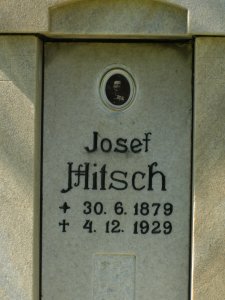 Josef
Hitsch
✦ 30. 6. 1879
✝ 4. 12. 1929